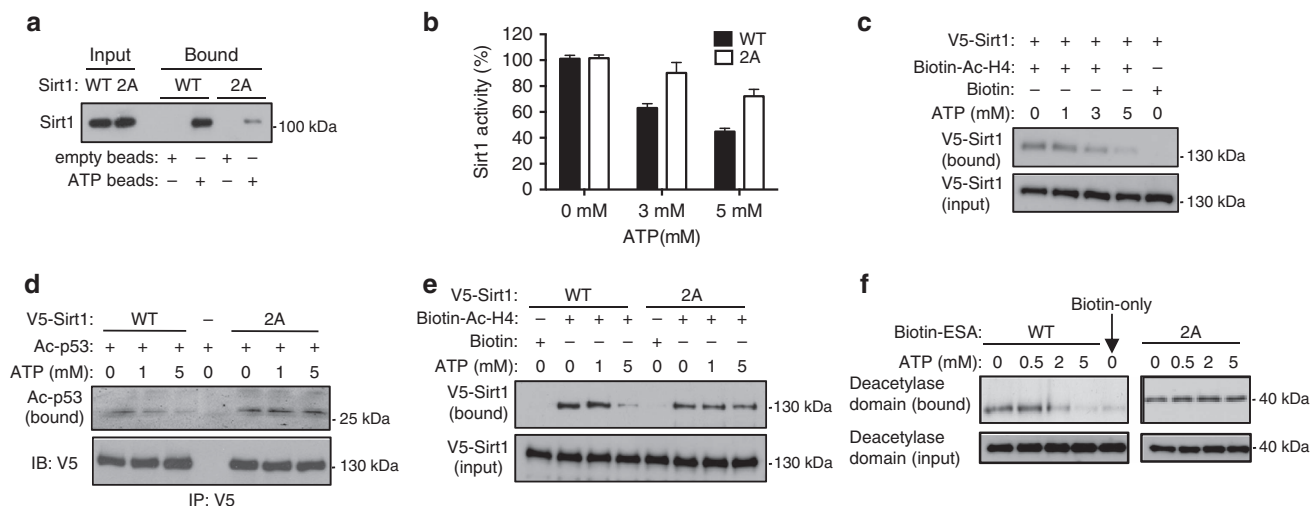 a
Input Bound
Sirt1: WT 2A WT 2A
Sirt1
-100 kDa
empty beads: + – + –
ATP beads: – + – +
b
120
100
80
60
40
20
0
Sirt1 activity (%)
WT
2A
0 mM 3 mM 5 mM
ATP(mM)
c
V5-Sirt1: + + + + +
Biotin-Ac-H4: + + + + –
Biotin: – – – – +
ATP (mM): 0 1 3 5 0
V5-Sirt1
(bound)
-130 kDa
V5-Sirt1
(input)
-130 kDa
d
V5-Sirt1: WT – 2A
Ac-p53: + + + + + + +
ATP (mM): 0 1 5 0 0 1 5
Ac-p53
(bound)
-25 kDa
IB: V5
-130 kDa
IP: V5
e
V5-Sirt1: WT 2A
Biotin-Ac-H4: – + + + – + + +
Biotin: + – – – + – – –
ATP (mM): 0 0 1 5 0 0 1 5
V5-Sirt1
(bound)
-130 kDa
V5-Sirt1
(input)
-130 kDa
f
Biotin-only
Biotin-ESA: WT 2A
ATP (mM): 0 0.5 2 5 0 0 0.5 2 5
Deacetylase
domain (bound)
- 40 kDa
Deacetylase
domain (input)
- 40 kDa